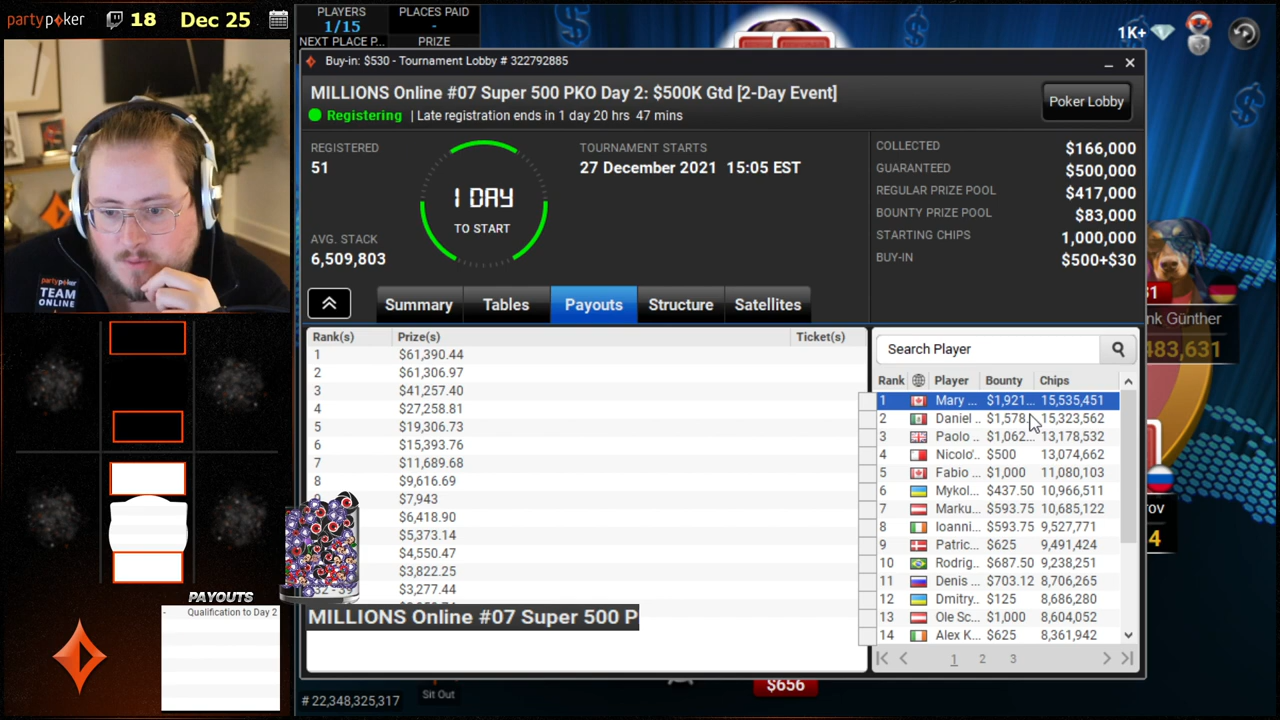 partypoker 18 Dec 25
PLAYERS
1/15
NEXT PLACE P...
PLACES PAID
-
PRIZE
1K+
Buy-in: $530 - Tournament Lobby # 322792885
MILLIONS Online #07 Super 500 PKO Day 2: $500K Gtd [2-Day Event]
Registering | Late registration ends in 1 day 20 hrs 47 mins
Poker Lobby
REGISTERED
51
AVG. STACK
6,509,803
1 DAY
TO START
TOURNAMENT STARTS
27 December 2021 15:05 EST
COLLECTED $166,000
GUARANTEED $500,000
REGULAR PRIZE POOL $417,000
BOUNTY PRIZE POOL $83,000
STARTING CHIPS 1,000,000
BUY-IN $500+$30
Summary Tables Payouts Structure Satellites
Rank(s) Prize(s) Ticket(s)
1 $61,390.44
2 $61,306.97
3 $41,257.40
4 $27,258.81
5 $19,306.73
6 $15,393.76
7 $11,689.68
8 $9,616.69
9 $7,943
$6,418.90
$5,373.14
$4,550.47
$3,822.25
$3,277.44
MILLIONS Online #07 Super 500 P
Search Player
Rank Player Bounty Chips
1 Mary ... $1,921... 15,535,451
2 Daniel .. $1,578. 15,323,562
3 Paolo ... $1,062... 13,178,532
4 Nicolo'.. $500 13,074,662
5 Fabio ... $1,000 11,080,103
6 Mykol... $437.50 10,966,511
7 Marku... $593.75 10,685,122
8 Ioanni... $593.75 9,527,771
9 Patric... $625 9,491,424
10 Rodrig... $687.50 9,238,251
11 Denis ... $703.12 8,706,265
12 Dmitry... $125 8,686,280
13 Ole Sc... $1,000 8,604,052
14 Alex K... $625 8,361,942
1 2 3
partypoker
TEAM
ONLINE
PAYOUTS
- Qualification to Day 2
# 22,348,325,317
Sit Out
$656
nk Günther
483,631
rov
4